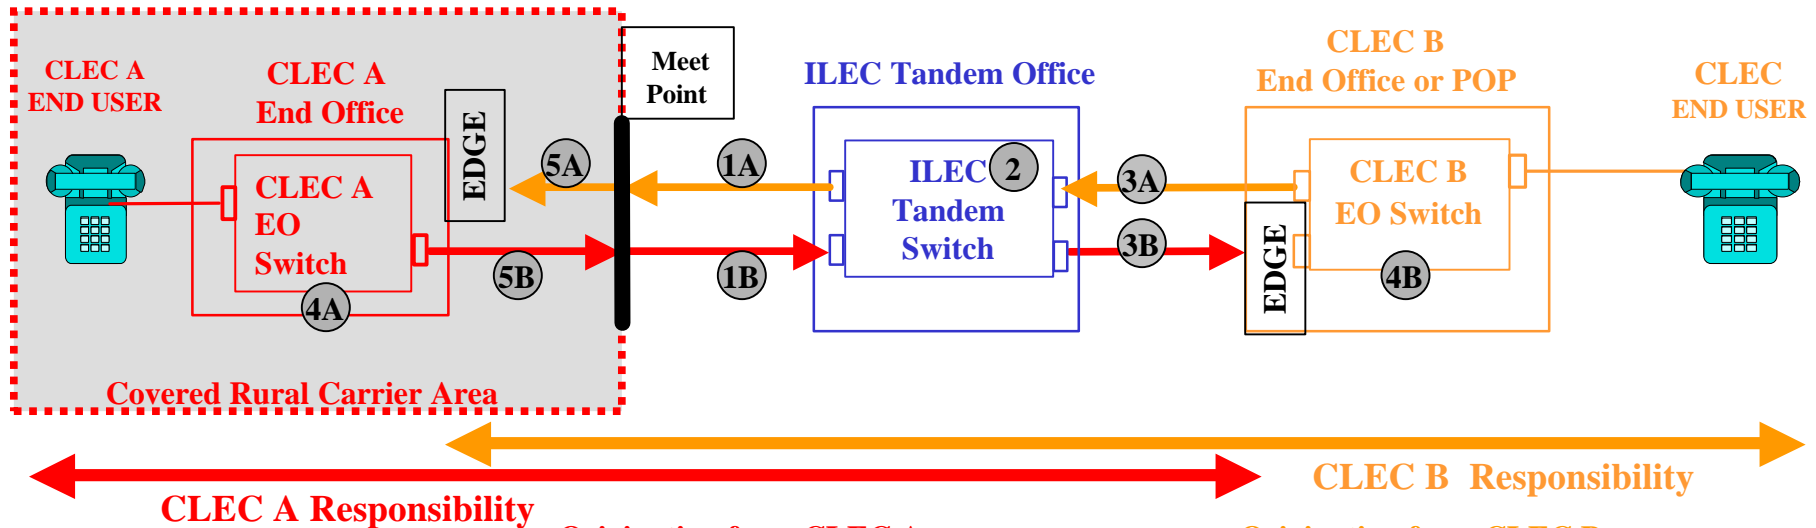 CLEC A
END USER
CLEC A
End Office
EDGE
Meet
Point
ILEC Tandem Office
CLEC B
End Office or POP
CLEC
END USER
5A
1A
3A
CLEC A
EO
Switch
ILEC
Tandem
Switch
2
CLEC B
EO Switch
5B
1B
3B
EDGE
4A
4B
Covered Rural Carrier Area
CLEC B Responsibility
CLEC A Responsibility